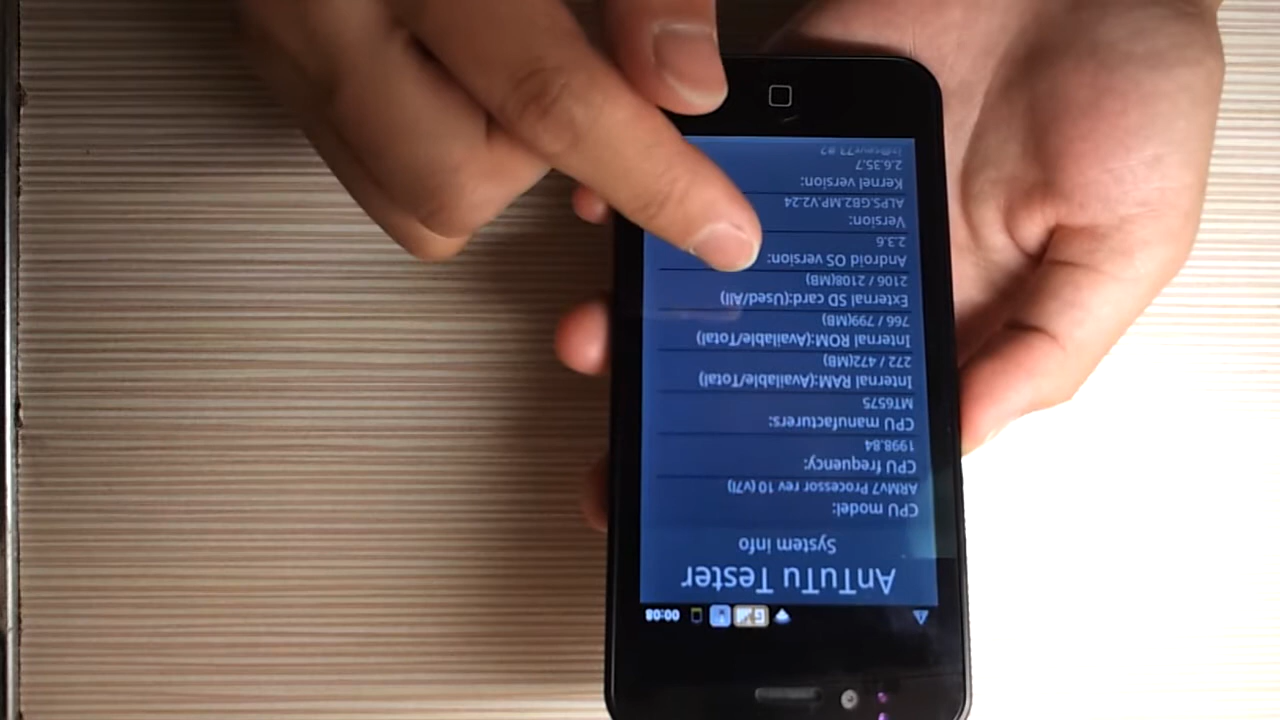 00:08
AnTuTu Tester
System info
CPU model:
ARMv7 Processor rev 10 (v7l)
CPU frequency:
1998.84
CPU manufacturers:
MT6575
Internal RAM:(Available/Total)
272 / 472(MB)
Internal ROM:(Available/Total)
766 / 799(MB)
External SD card:(Used/All)
2106 / 2108(MB)
Android OS version:
2.3.6
Version:
ALPS.GB2.MP.V2.24
Kernel version:
2.6.35.7